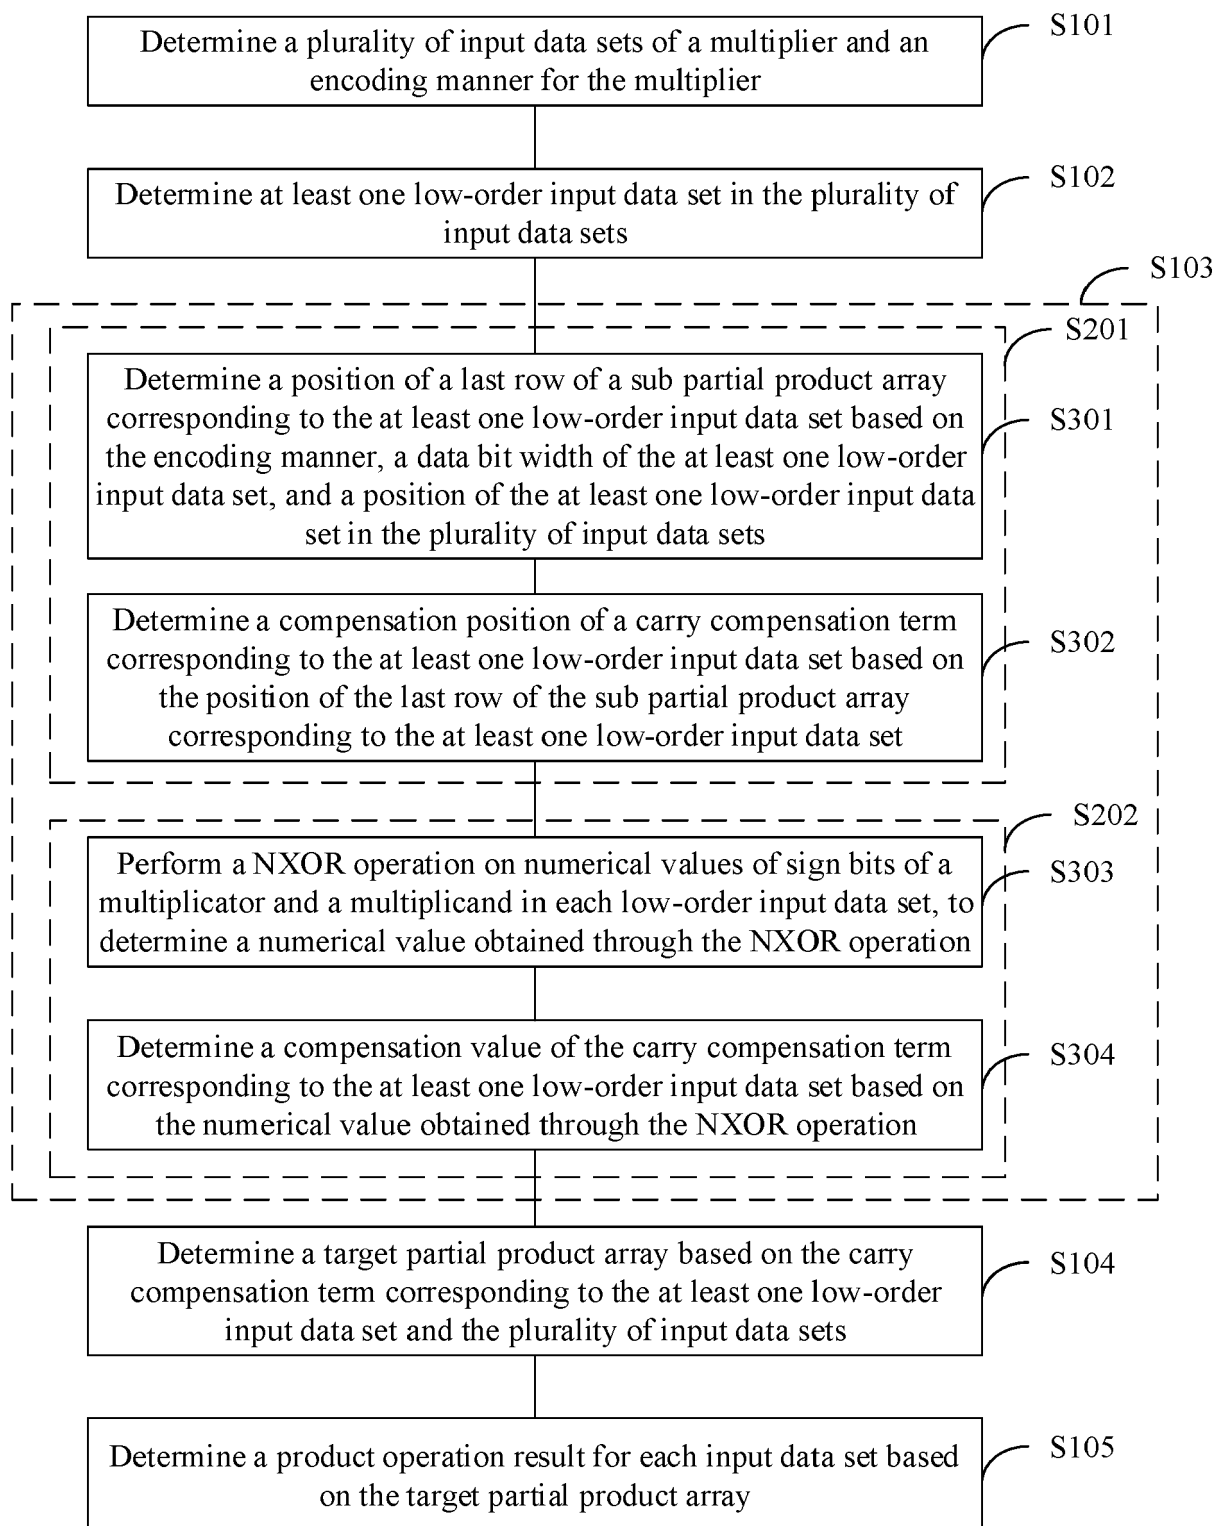 Determine a plurality of input data sets of a multiplier and an
encoding manner for the multiplier
S101
Determine at least one low-order input data set in the plurality of
input data sets
S102
S103
S201
Determine a position of a last row of a sub partial product array
corresponding to the at least one low-order input data set based on
the encoding manner, a data bit width of the at least one low-order
input data set, and a position of the at least one low-order input data
set in the plurality of input data sets
S301
Determine a compensation position of a carry compensation term
corresponding to the at least one low-order input data set based on
the position of the last row of the sub partial product array
corresponding to the at least one low-order input data set
S302
S202
Perform a NXOR operation on numerical values of sign bits of a
multiplicator and a multiplicand in each low-order input data set, to
determine a numerical value obtained through the NXOR operation
S303
Determine a compensation value of the carry compensation term
corresponding to the at least one low-order input data set based on
the numerical value obtained through the NXOR operation
S304
Determine a target partial product array based on the carry
compensation term corresponding to the at least one low-order
input data set and the plurality of input data sets
S104
Determine a product operation result for each input data set based
on the target partial product array
S105